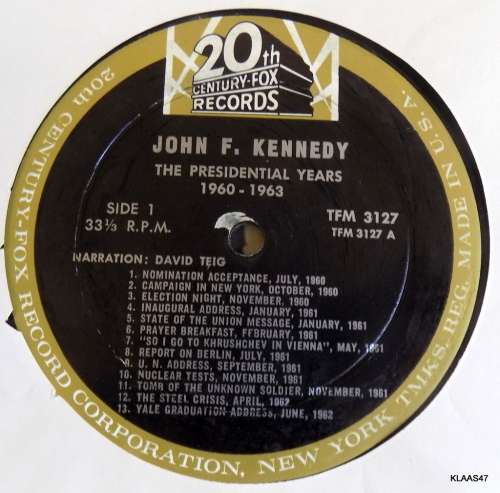 20th
CENTURY-FOX
RECORDS
20th CENTURY-FOX RECORD CORPORATION, NEW YORK TMKS. REG. MADE IN U.S.A.
JOHN F. KENNEDY
THE PRESIDENTIAL YEARS
1960 - 1963
SIDE 1
33⅓ R.P.M.
TFM 3127
TFM 3127 A
NARRATION: DAVID TEIG
1. NOMINATION ACCEPTANCE, JULY, 1960
2. CAMPAIGN IN NEW YORK, OCTOBER, 1960
3. ELECTION NIGHT, NOVEMBER, 1960
4. INAUGURAL ADDRESS, JANUARY, 1961
5. STATE OF THE UNION MESSAGE, JANUARY, 1961
6. PRAYER BREAKFAST, FEBRUARY, 1961
7. "SO I GO TO KHRUSHCHEV IN VIENNA", MAY, 1961
8. REPORT ON BERLIN, JULY, 1961
9. U. N. ADDRESS, SEPTEMBER, 1961
10. NUCLEAR TESTS, NOVEMBER, 1961
11. TOMB OF THE UNKNOWN SOLDIER, NOVEMBER, 1961
12. THE STEEL CRISIS, APRIL, 1962
13. YALE GRADUATION ADDRESS, JUNE, 1962
KLAAS47